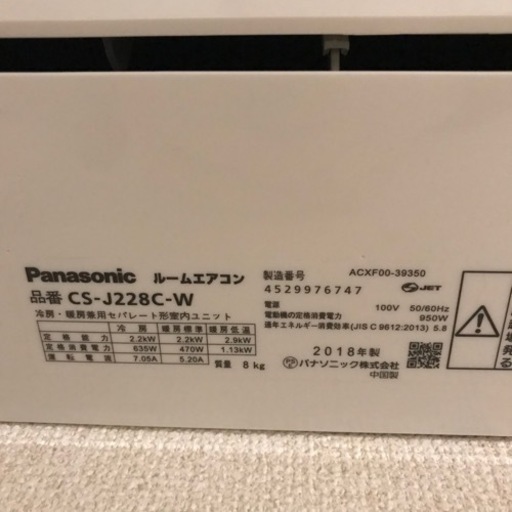 Panasonic ルームエアコン
品番 CS-J228C-W
冷房・暖房兼用セパレート形室内ユニット
冷房標準 暖房標準 暖房低温
定格能力 2.2kW 2.2kW 2.9kW
定格消費電力 635W 470W 1.13kW
運転電流 7.05A 5.20A
質量 8kg
ACXF00-39350
製造番号
4529976747
JET
電源 100V 50/60Hz
電動機の定格消費電力 950W
通年エネルギー消費効率(JIS C 9612:2013) 5.8
2018年製
パナソニック株式会社
中国製